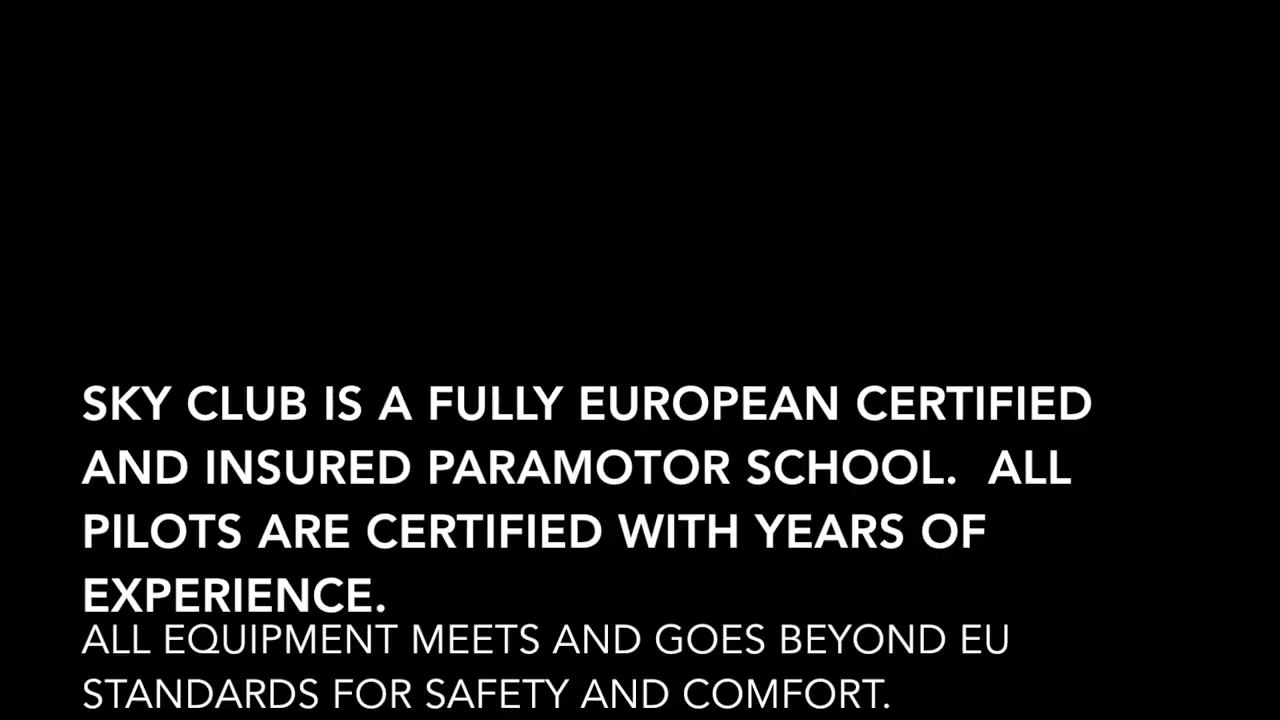 SKY CLUB IS A FULLY EUROPEAN CERTIFIED
AND INSURED PARAMOTOR SCHOOL.  ALL
PILOTS ARE CERTIFIED WITH YEARS OF
EXPERIENCE.
ALL EQUIPMENT MEETS AND GOES BEYOND EU
STANDARDS FOR SAFETY AND COMFORT.